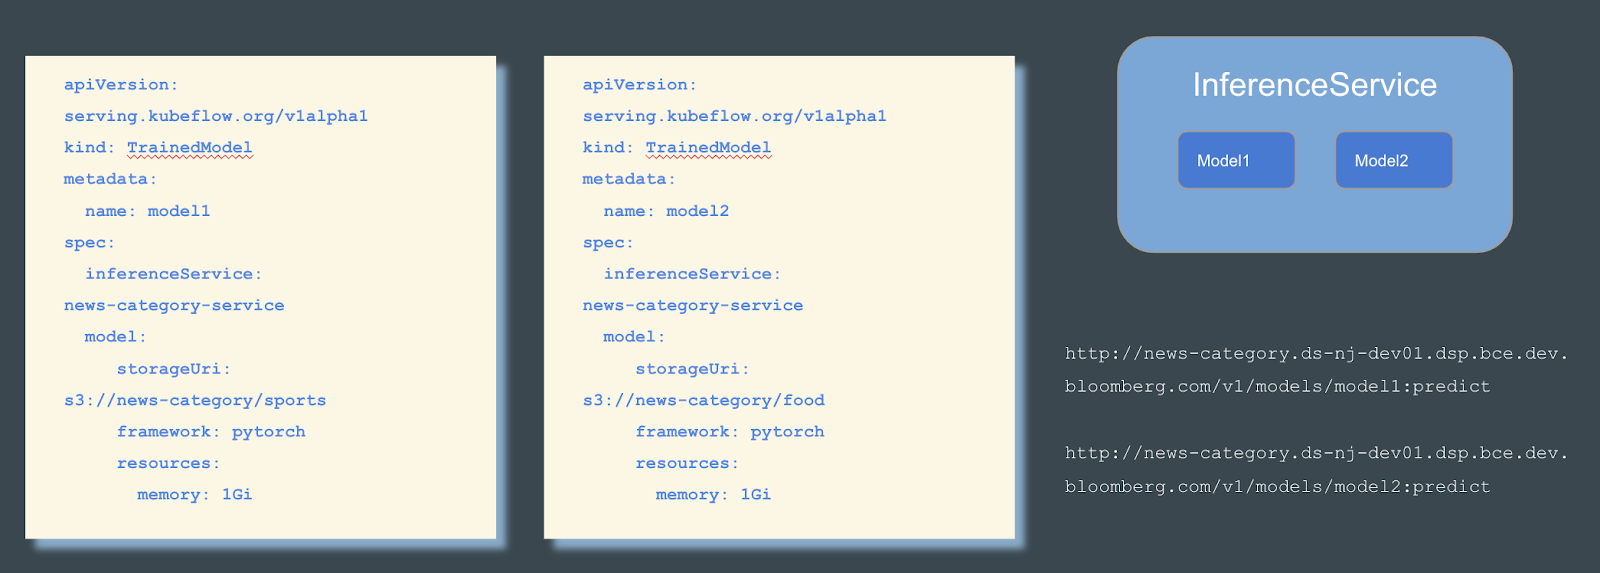 apiVersion:
serving.kubeflow.org/v1alpha1
kind: TrainedModel
metadata:
  name: model1
spec:
  inferenceService:
news-category-service
  model:
     storageUri:
s3://news-category/sports
     framework: pytorch
     resources:
       memory: 1Gi
apiVersion:
serving.kubeflow.org/v1alpha1
kind: TrainedModel
metadata:
  name: model2
spec:
  inferenceService:
news-category-service
  model:
     storageUri:
s3://news-category/food
     framework: pytorch
     resources:
       memory: 1Gi
InferenceService
Model1 Model2
http://news-category.ds-nj-dev01.dsp.bce.dev.
bloomberg.com/v1/models/model1:predict
http://news-category.ds-nj-dev01.dsp.bce.dev.
bloomberg.com/v1/models/model2:predict